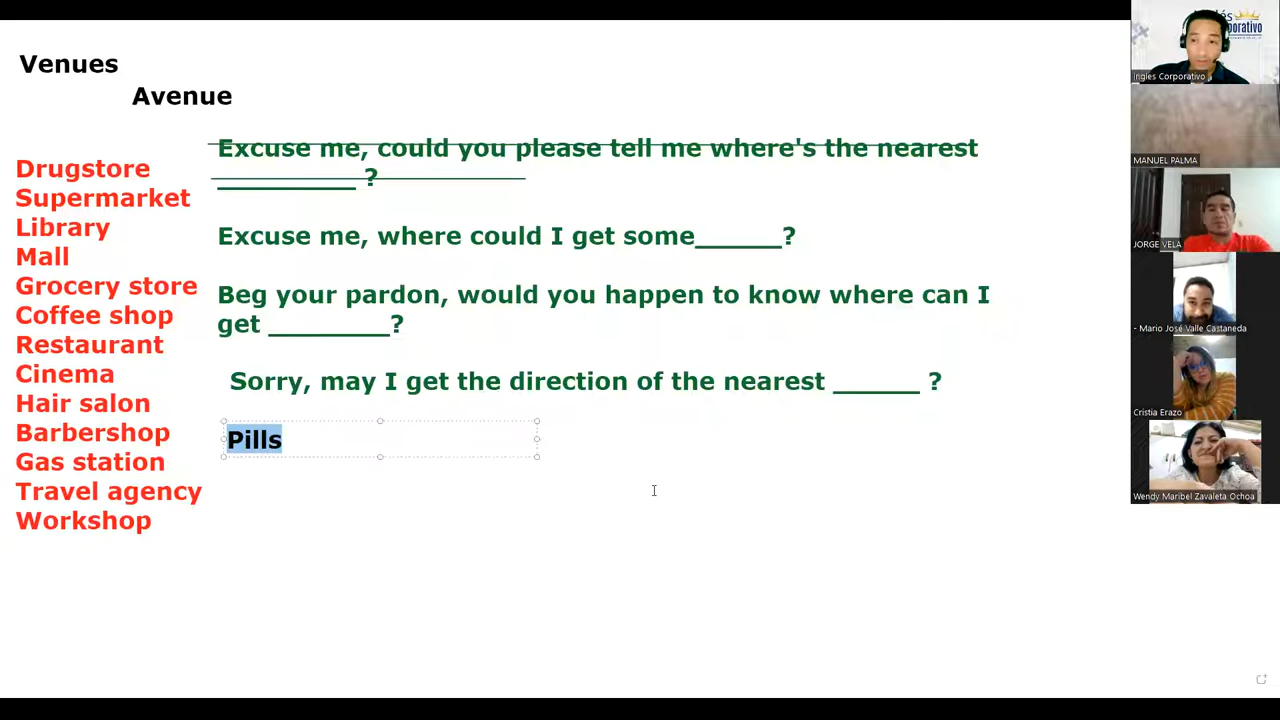 Venues
Avenue
Drugstore
Supermarket
Library
Mall
Grocery store
Coffee shop
Restaurant
Cinema
Hair salon
Barbershop
Gas station
Travel agency
Workshop
Excuse me, could you please tell me where's the nearest
_________ ?
Excuse me, where could I get some______?
Beg your pardon, would you happen to know where can I
get ________?
Sorry, may I get the direction of the nearest ______ ?
Pills
Ingles Corporativo
MANUEL PALMA
JORGE VELA
- Mario José Valle Castaneda
Cristia Erazo
Wendy Maribel Zavaleta Ochoa